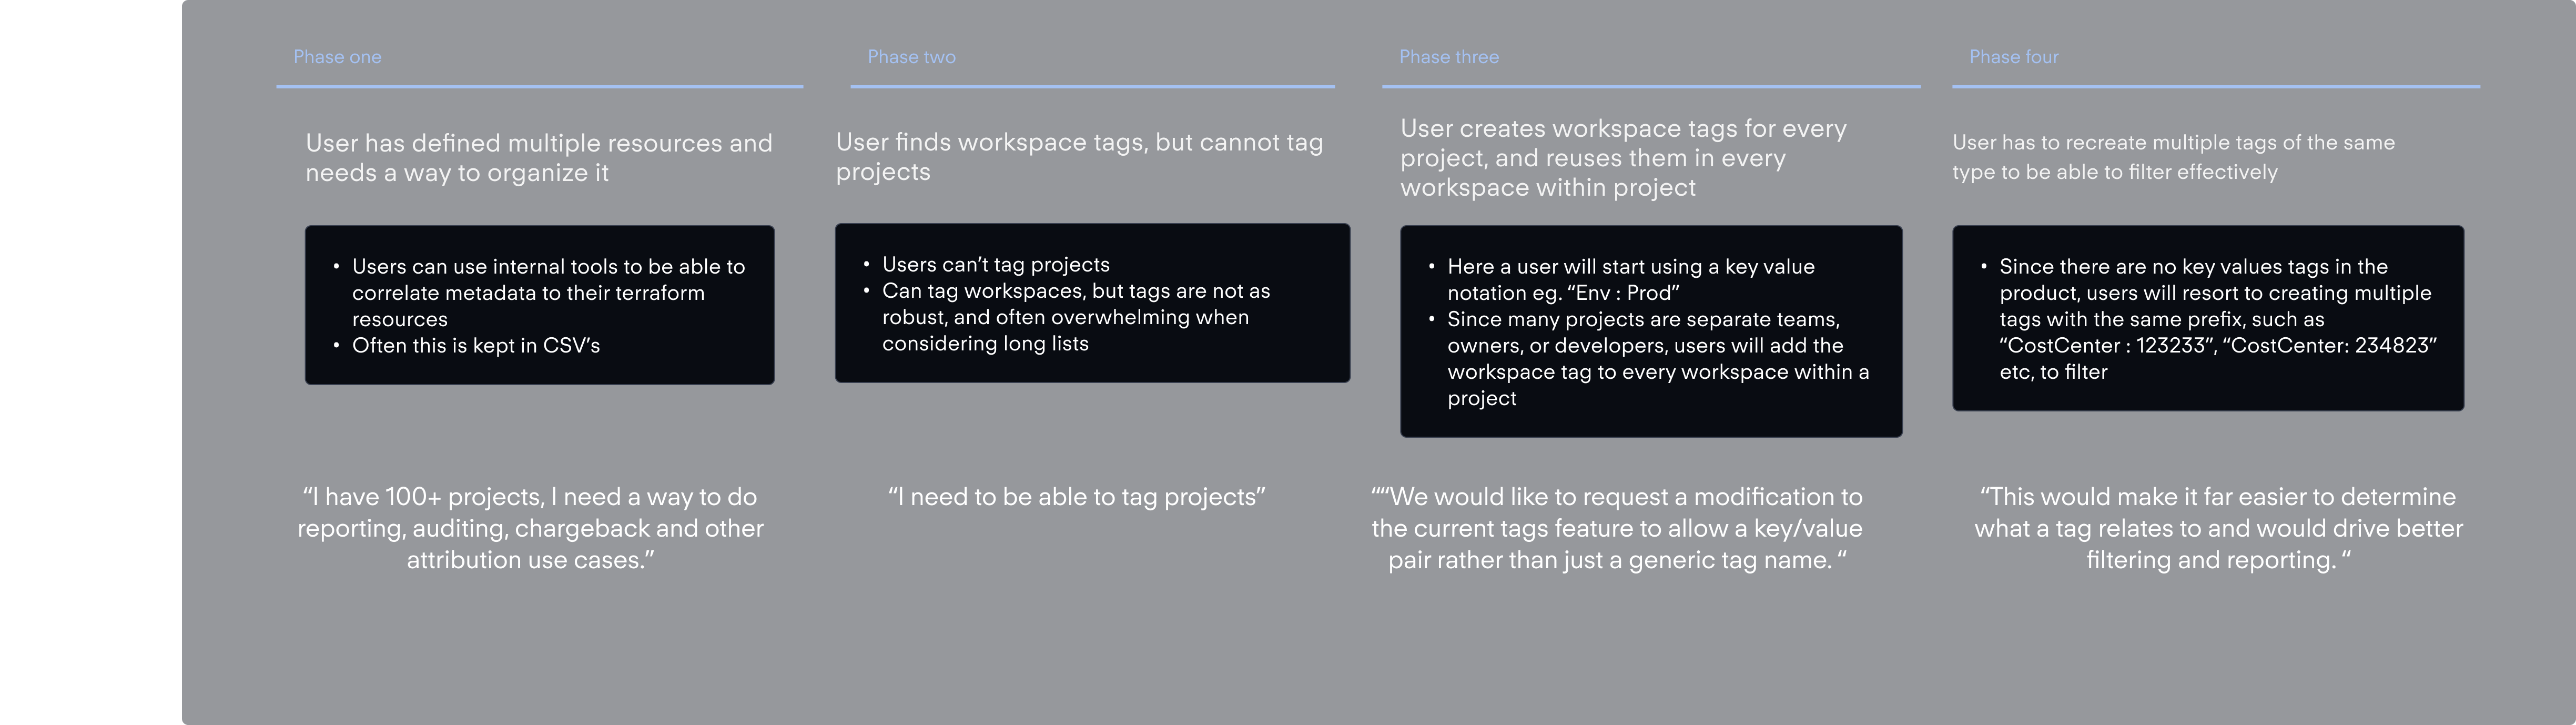 Phase one
User has defined multiple resources and
needs a way to organize it
• Users can use internal tools to be able to
correlate metadata to their terraform
resources
• Often this is kept in CSV’s
“I have 100+ projects, I need a way to do
reporting, auditing, chargeback and other
attribution use cases.”
Phase two
User finds workspace tags, but cannot tag
projects
• Users can’t tag projects
• Can tag workspaces, but tags are not as
robust, and often overwhelming when
considering long lists
“I need to be able to tag projects”
Phase three
User creates workspace tags for every
project, and reuses them in every
workspace within project
• Here a user will start using a key value
notation eg. “Env : Prod”
• Since many projects are separate teams,
owners, or developers, users will add the
workspace tag to every workspace within a
project
““We would like to request a modification to
the current tags feature to allow a key/value
pair rather than just a generic tag name. “
Phase four
User has to recreate multiple tags of the same
type to be able to filter effectively
• Since there are no key values tags in the
product, users will resort to creating multiple
tags with the same prefix, such as
“CostCenter : 123233”, “CostCenter: 234823”
etc, to filter
“This would make it far easier to determine
what a tag relates to and would drive better
filtering and reporting. “